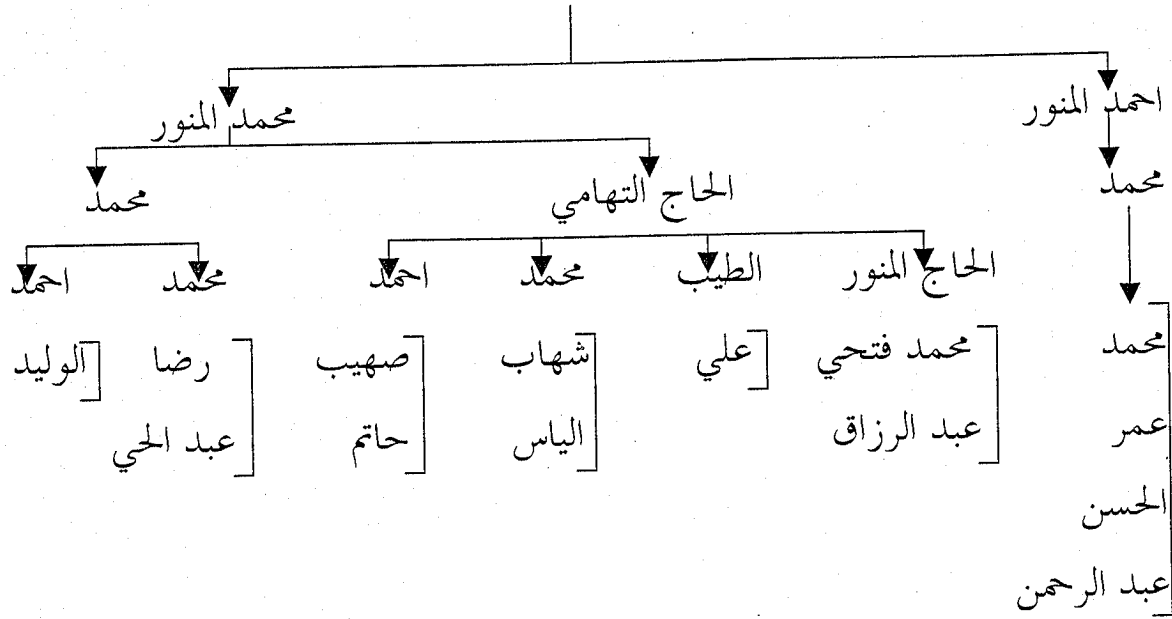 احمد المنور
محمد المنور
محمد
الحاج التهامي
محمد
الحاج المنور
الطيب
محمد
احمد
محمد
احمد
محمد
محمد فتحي
علي
شهاب
صهيب
رضا
الوليد
عمر
عبد الرزاق
الياس
حاتم
عبد الحي
الحسن
عبد الرحمن